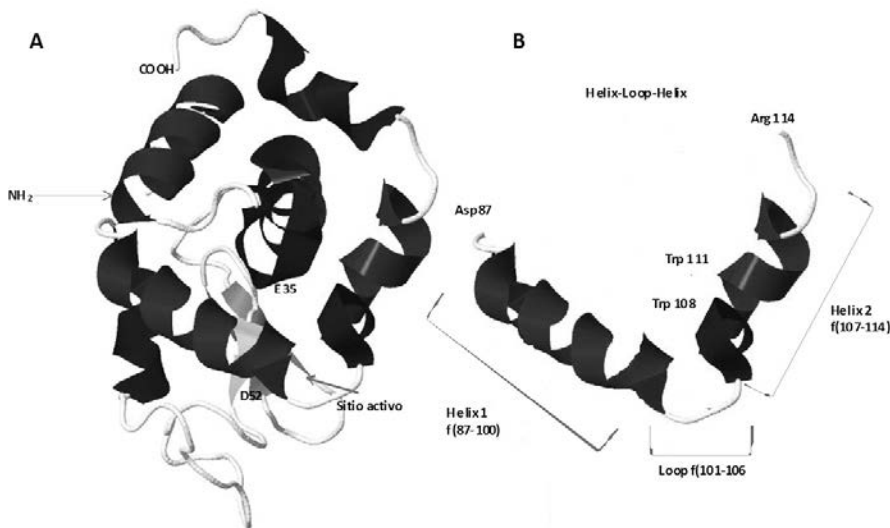 A
COOH
NH2
E35
D52
Sitio activo
B
Helix-Loop-Helix
Arg 114
Asp87
Trp 111
Trp 108
Helix 2
f(107-114)
Helix 1
f(87-100)
Loop f(101-106